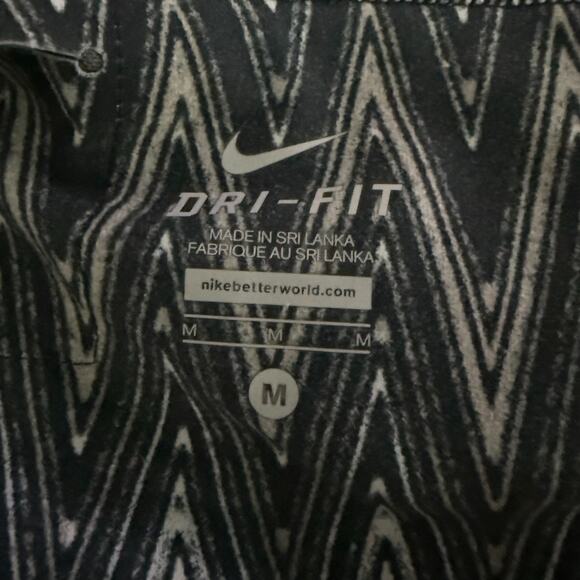 DRI-FIT
MADE IN SRI LANKA
FABRIQUE AU SRI LANKA
nikebetterworld.com
M M M
M